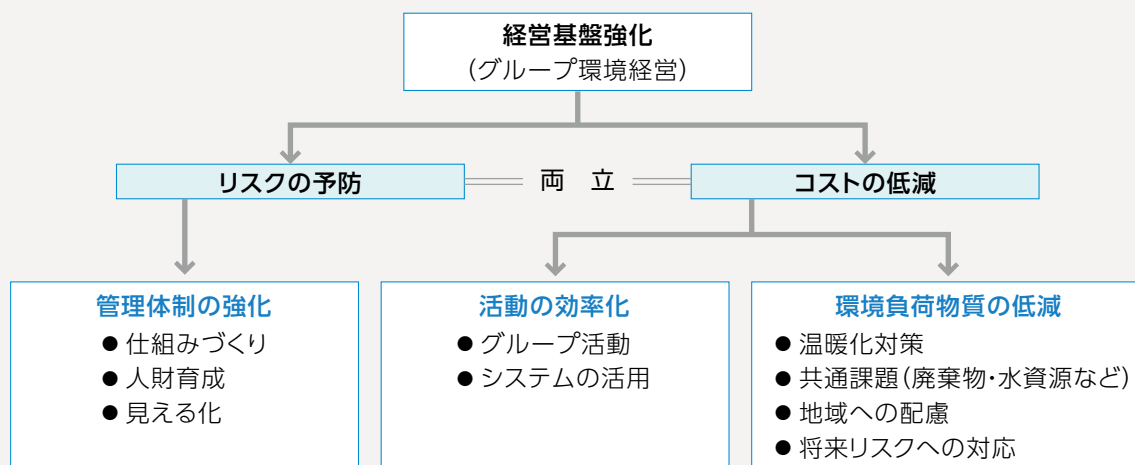 経営基盤強化
(グループ環境経営)
リスクの予防
両 立
コストの低減
管理体制の強化
● 仕組みづくり
● 人財育成
● 見える化
活動の効率化
● グループ活動
● システムの活用
環境負荷物質の低減
● 温暖化対策
● 共通課題(廃棄物・水資源など)
● 地域への配慮
● 将来リスクへの対応